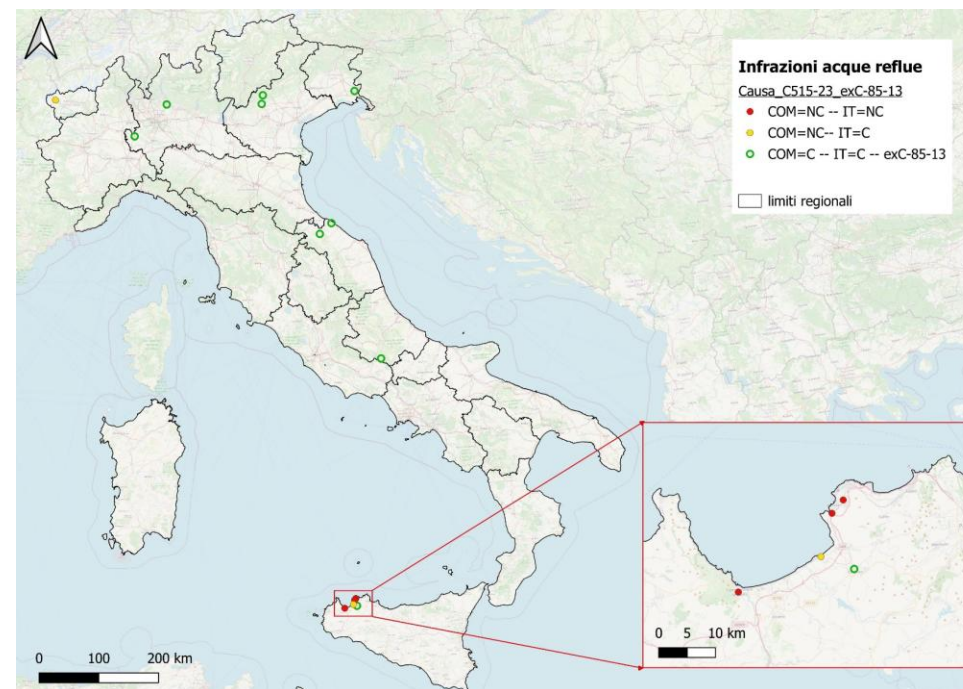 Infrazioni acque reflue
Causa_C515-23_exC-85-13
COM=NC -- IT=NC
COM=NC-- IT=C
COM=C -- IT=C -- exC-85-13
limiti regionali
0 5 10 km
0 100 200 km